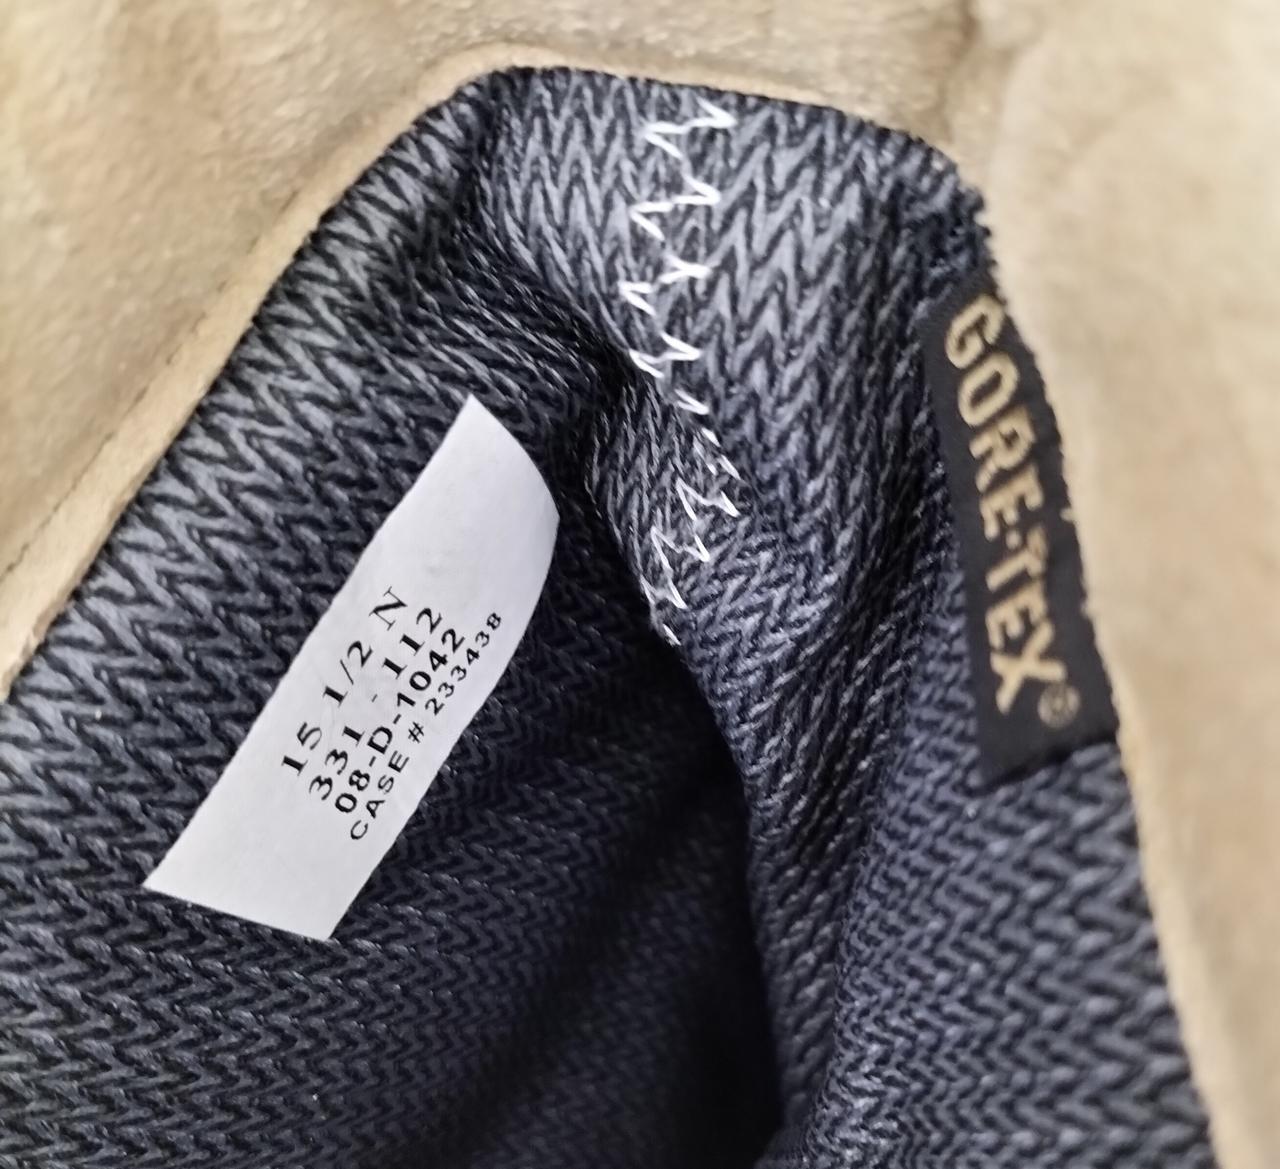 15 1/2 N
331 - 112
08-D-1042
CASE # 233438
GORE-TEX®